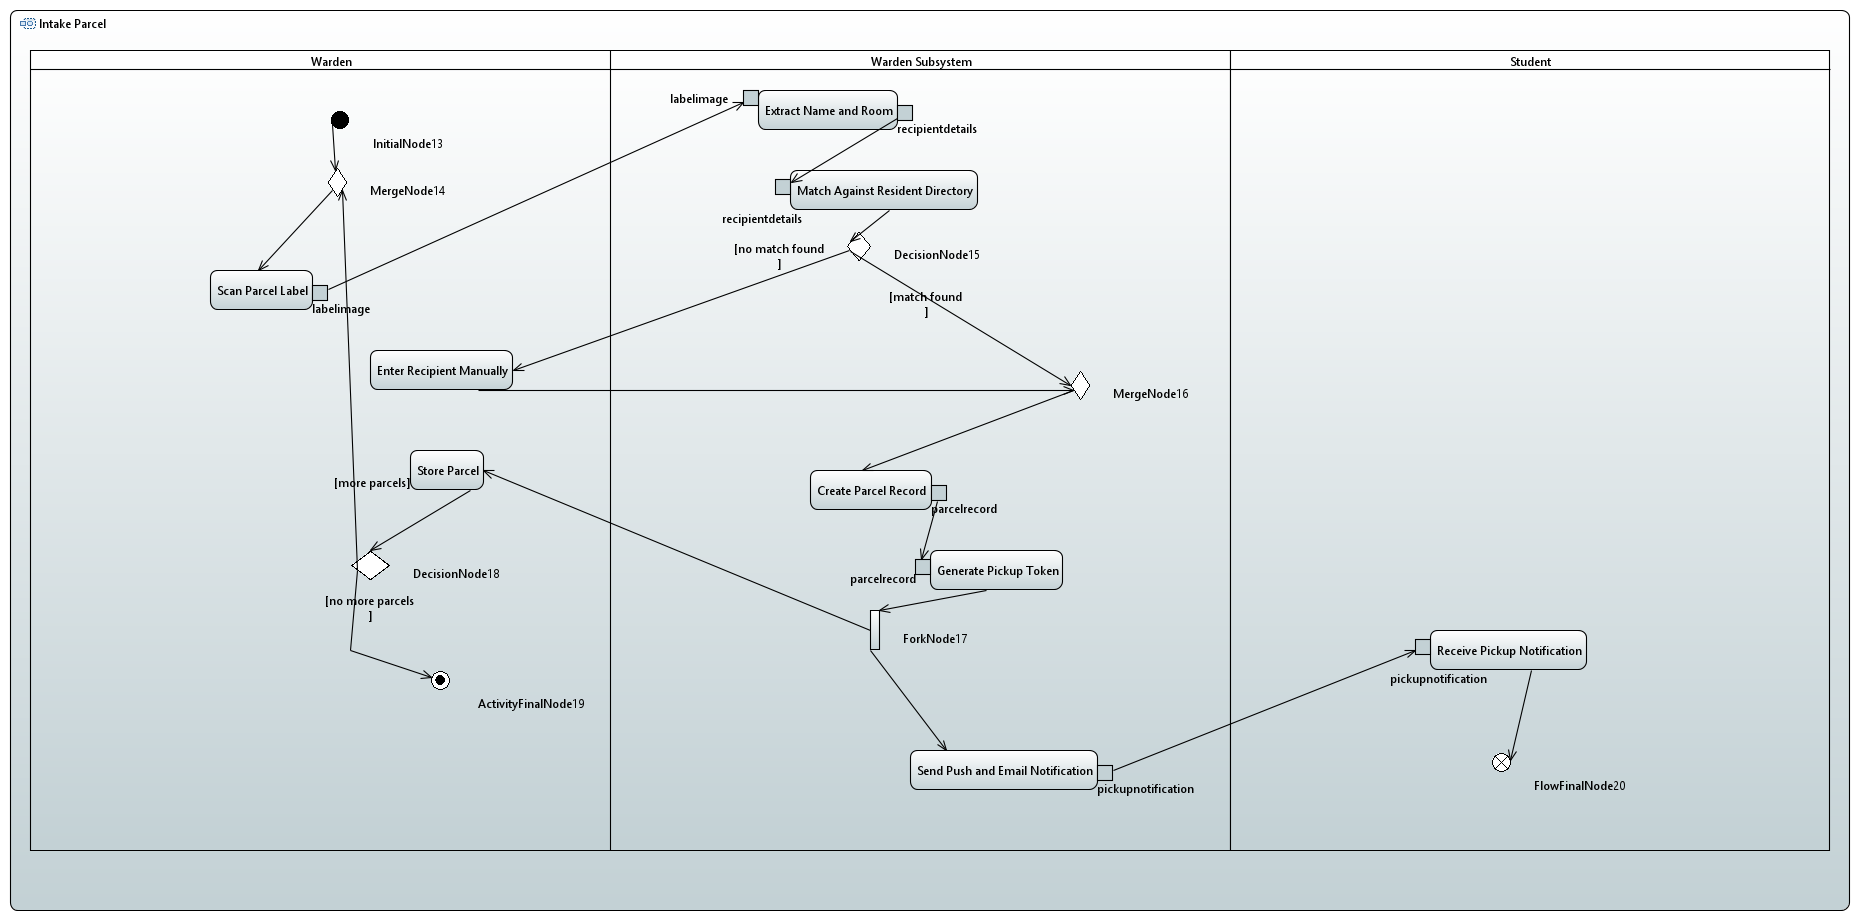 Intake Parcel
Warden
Warden Subsystem
Student
labelimage
Extract Name and Room
recipientdetails
InitialNode13
MergeNode14
Match Against Resident Directory
recipientdetails
[no match found
]
DecisionNode15
Scan Parcel Label
labelimage
[match found
]
Enter Recipient Manually
MergeNode16
Store Parcel
[more parcels]
Create Parcel Record
parcelrecord
DecisionNode18
parcelrecord
Generate Pickup Token
[no more parcels
]
ForkNode17
Receive Pickup Notification
pickupnotification
ActivityFinalNode19
Send Push and Email Notification
pickupnotification
FlowFinalNode20